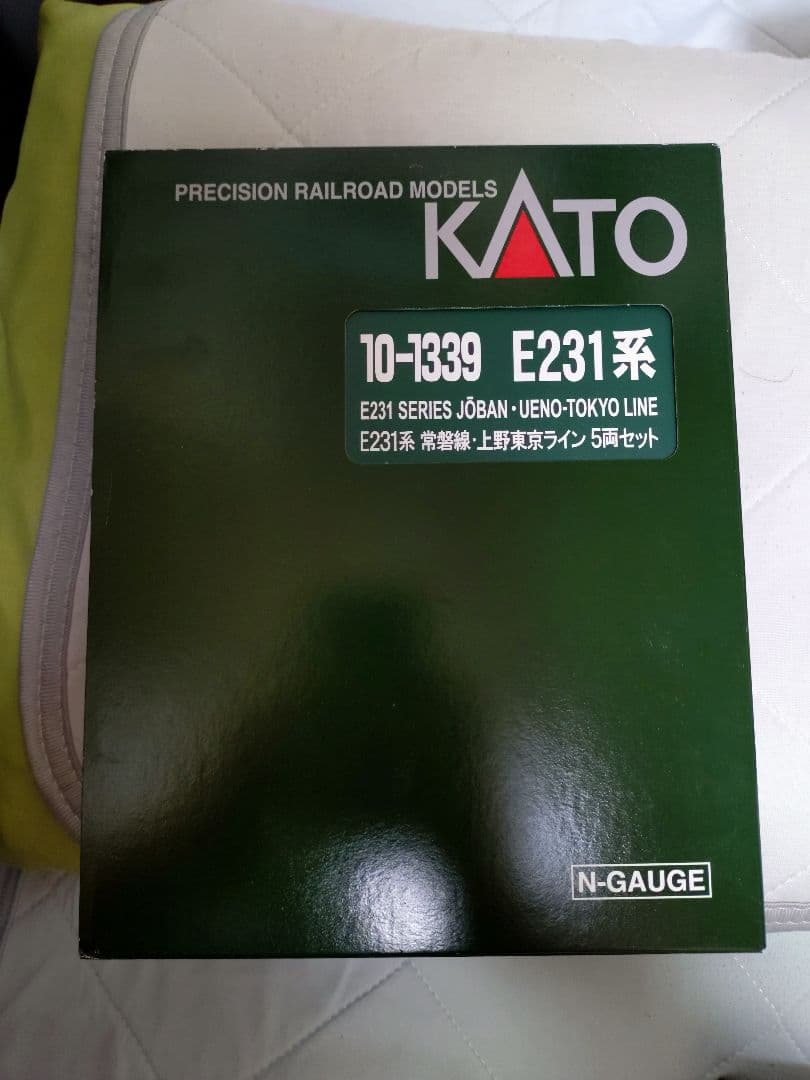 PRECISION RAILROAD MODELS
KATO
10-1339 E231系
E231 SERIES JŌBAN・UENO-TOKYO LINE
E231系 常磐線・上野東京ライン 5両セット
N-GAUGE